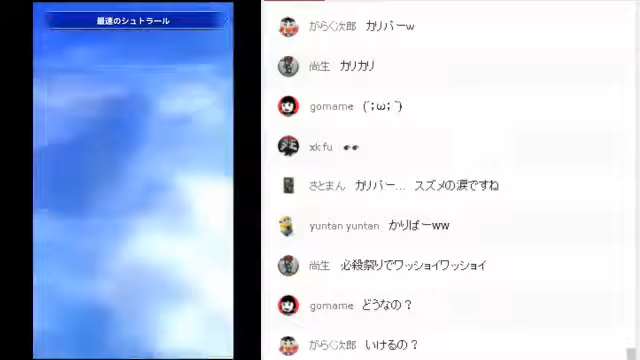 最速のシュトラール
がらく次郎 カリバーw
尚生 カリカリ
gomame (´;ω;`)
xkfu 👀
さとまん カリバー… スズメの涙ですね
yuntan yuntan かりばーww
尚生 必殺祭りでワッショイワッショイ
gomame どうなの？
がらく次郎 いけるの？